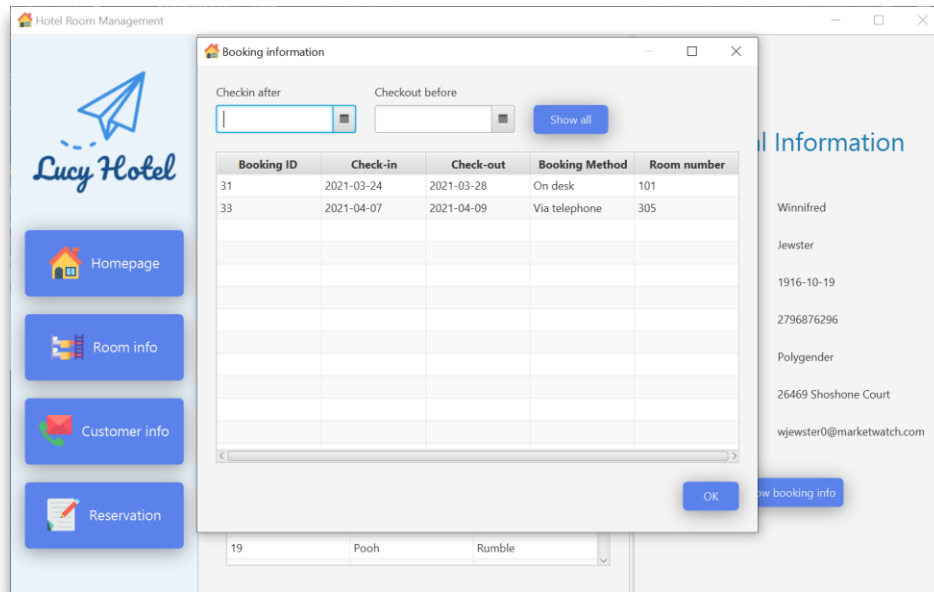 Hotel Room Management
Lucy Hotel
Homepage
Room info
Customer info
Reservation
Booking information
Checkin after
Checkout before
Show all
Booking ID Check-in Check-out Booking Method Room number
31 2021-03-24 2021-03-28 On desk 101
33 2021-04-07 2021-04-09 Via telephone 305
OK
19 Pooh Rumble
l Information
Winnifred
Jewster
1916-10-19
2796876296
Polygender
26469 Shoshone Court
wjewster0@marketwatch.com
ow booking info